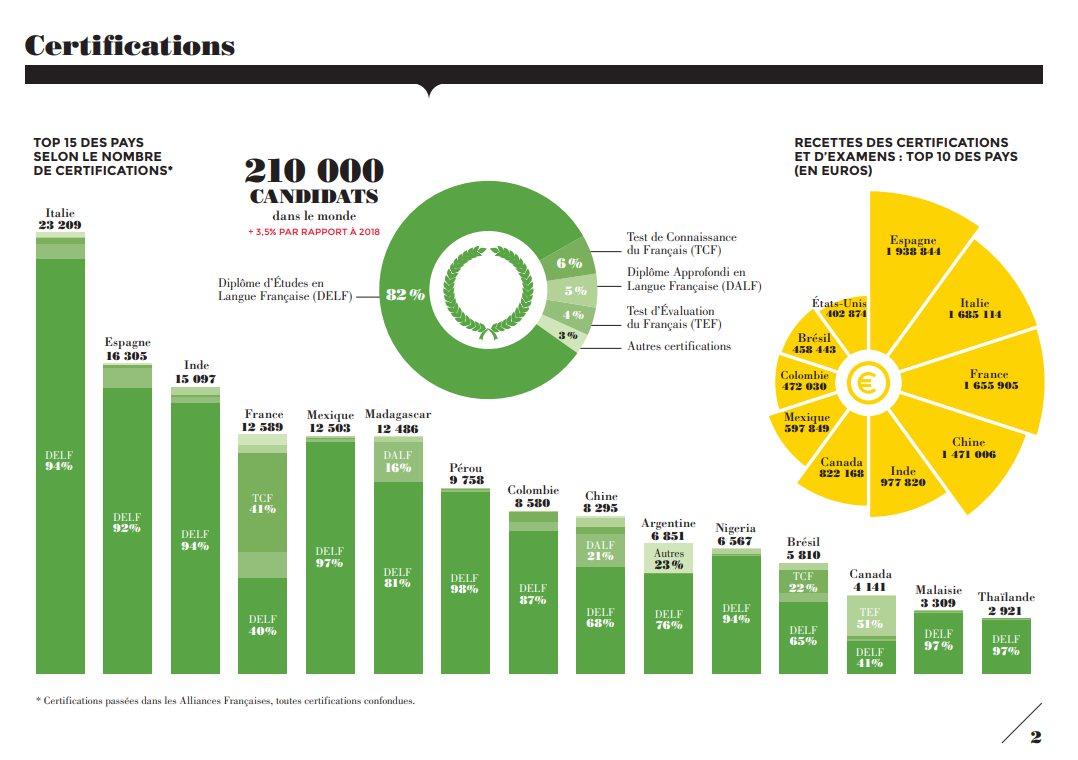 Certifications
TOP 15 DES PAYS
SELON LE NOMBRE
DE CERTIFICATIONS*
210 000
CANDIDATS
dans le monde
+ 3,5% PAR RAPPORT À 2018
Diplôme d’Études en
Langue Française (DELF)
82 %
6 %
5 %
4 %
3 %
Test de Connaissance
du Français (TCF)
Diplôme Approfondi en
Langue Française (DALF)
Test d’Évaluation
du Français (TEF)
Autres certifications
RECETTES DES CERTIFICATIONS
ET D’EXAMENS : TOP 10 DES PAYS
(EN EUROS)
Espagne
1 938 844
Italie
1 685 114
France
1 655 905
Chine
1 471 006
Inde
977 820
Canada
822 168
Mexique
597 849
Colombie
472 030
Brésil
458 443
États-Unis
402 874
€
Italie
23 209
DELF
94%
Espagne
16 305
DELF
92%
Inde
15 097
DELF
94%
France
12 589
TCF
41%
DELF
40%
Mexique
12 503
DELF
97%
Madagascar
12 486
DALF
16%
DELF
81%
Pérou
9 758
DELF
98%
Colombie
8 580
DELF
87%
Chine
8 295
DALF
21%
DELF
68%
Argentine
6 851
Autres
23 %
DELF
76%
Nigeria
6 567
DELF
94%
Brésil
5 810
TCF
22 %
DELF
65%
Canada
4 141
TEF
51%
DELF
41%
Malaisie
3 309
DELF
97 %
Thaïlande
2 921
DELF
97%
* Certifications passées dans les Alliances Françaises, toutes certifications confondues.
2